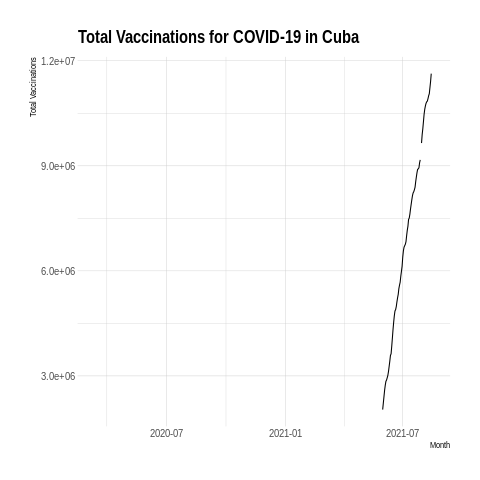 Total Vaccinations for COVID-19 in Cuba
Total Vaccinations
1.2e+07
9.0e+06
6.0e+06
3.0e+06
2020-07 2021-01 2021-07
Month